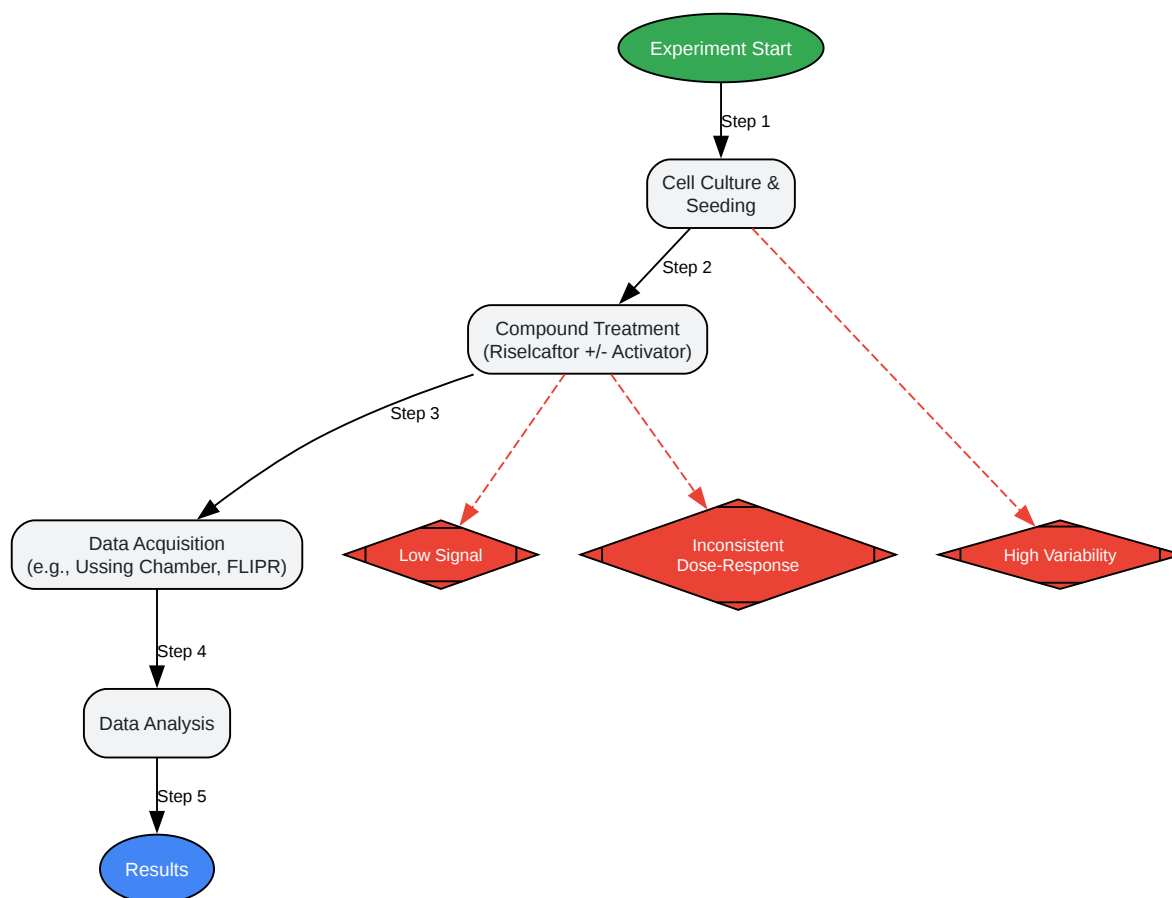 Experiment Start
Step 1
Cell Culture &
Seeding
Step 2
Compound Treatment
(Riselcaftor +/- Activator)
Step 3
Data Acquisition
(e.g., Ussing Chamber, FLIPR)
Low Signal
Inconsistent
Dose-Response
High Variability
Step 4
Data Analysis
Step 5
Results